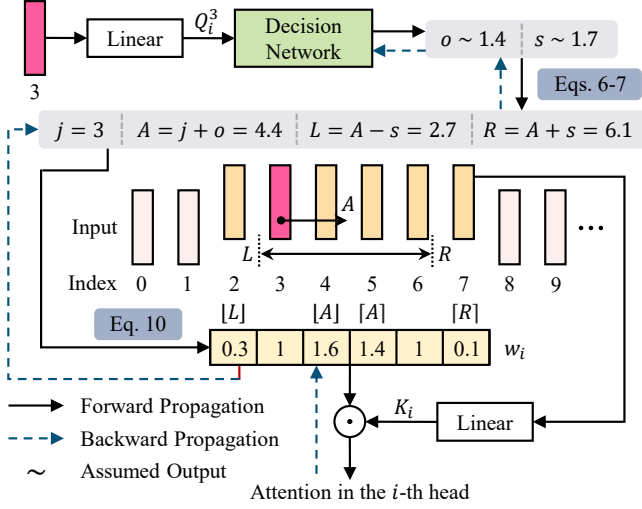 Linear
Q_i^3
Decision
Network
o ~ 1.4
s ~ 1.7
3
Eqs. 6-7
j = 3
A = j + o = 4.4
L = A − s = 2.7
R = A + s = 6.1
A
Input
L
R
...
Index
0 1 2 3 4 5 6 7 8 9
⌊L⌋ ⌊A⌋ ⌈A⌉ ⌈R⌉
Eq. 10
0.3 1 1.6 1.4 1 0.1
w_i
Forward Propagation
K_i
Linear
Backward Propagation
~ Assumed Output
Attention in the i-th head